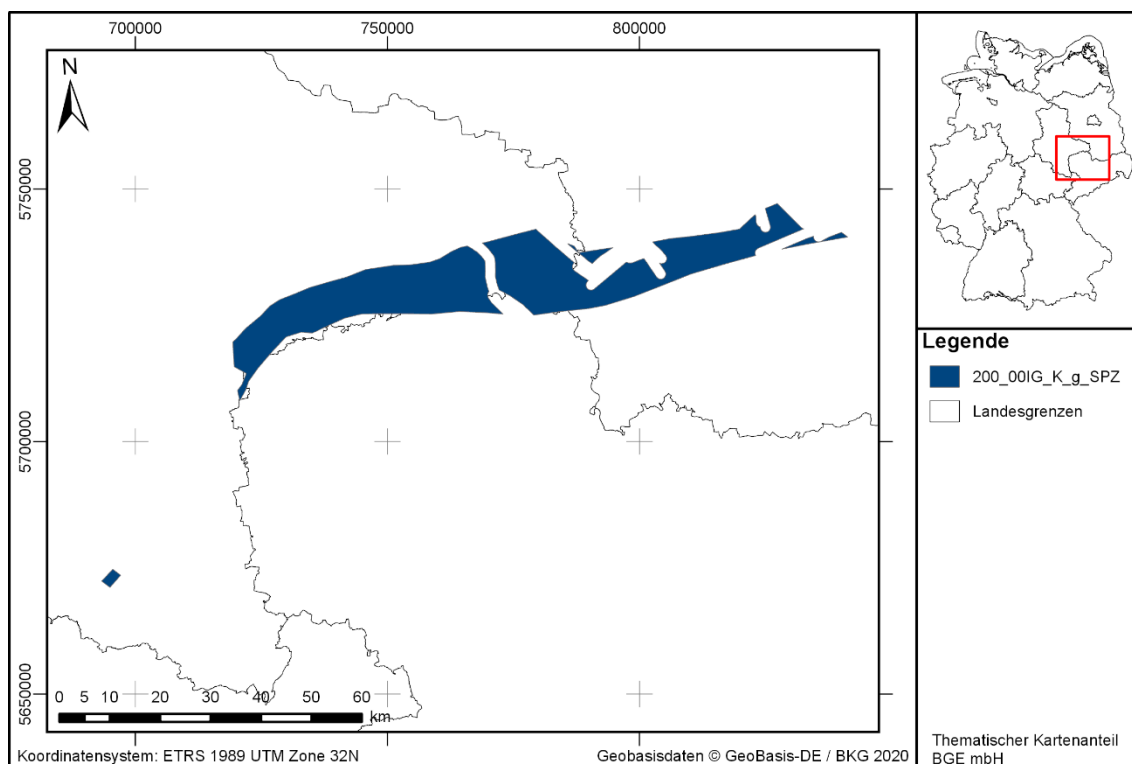 700000 750000 800000
N
5750000
5700000
5650000
0 5 10 20 30 40 50 60
km
Koordinatensystem: ETRS 1989 UTM Zone 32N
Geobasisdaten © GeoBasis-DE / BKG 2020
Legende
200_00IG_K_g_SPZ
Landesgrenzen
Thematischer Kartenanteil
BGE mbH